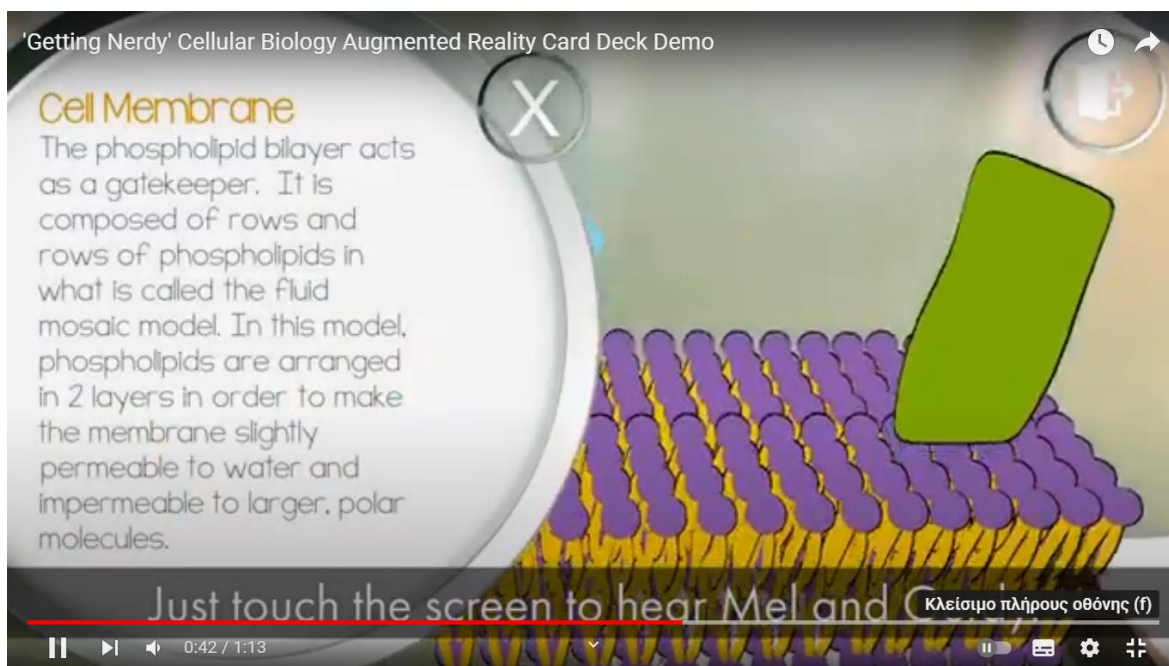 'Getting Nerdy' Cellular Biology Augmented Reality Card Deck Demo
X
Cell Membrane
The phospholipid bilayer acts
as a gatekeeper. It is
composed of rows and
rows of phospholipids in
what is called the fluid
mosaic model. In this model,
phospholipids are arranged
in 2 layers in order to make
the membrane slightly
permeable to water and
impermeable to larger, polar
molecules.
Just touch the screen to hear Mel and
Κλείσιμο πλήρους οθόνης (f)
0:42 / 1:13